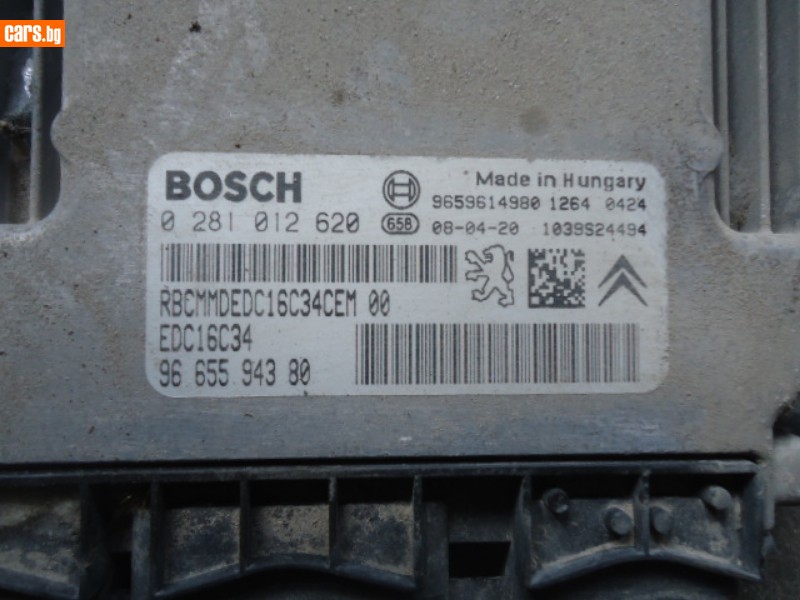 cars.bg
BOSCH
Made in Hungary
9659614980 1264 0424
0 281 012 620
658 08-04-20 1039S24494
RBCMMDEDC16C34CEM 00
EDC16C34
96 655 943 80